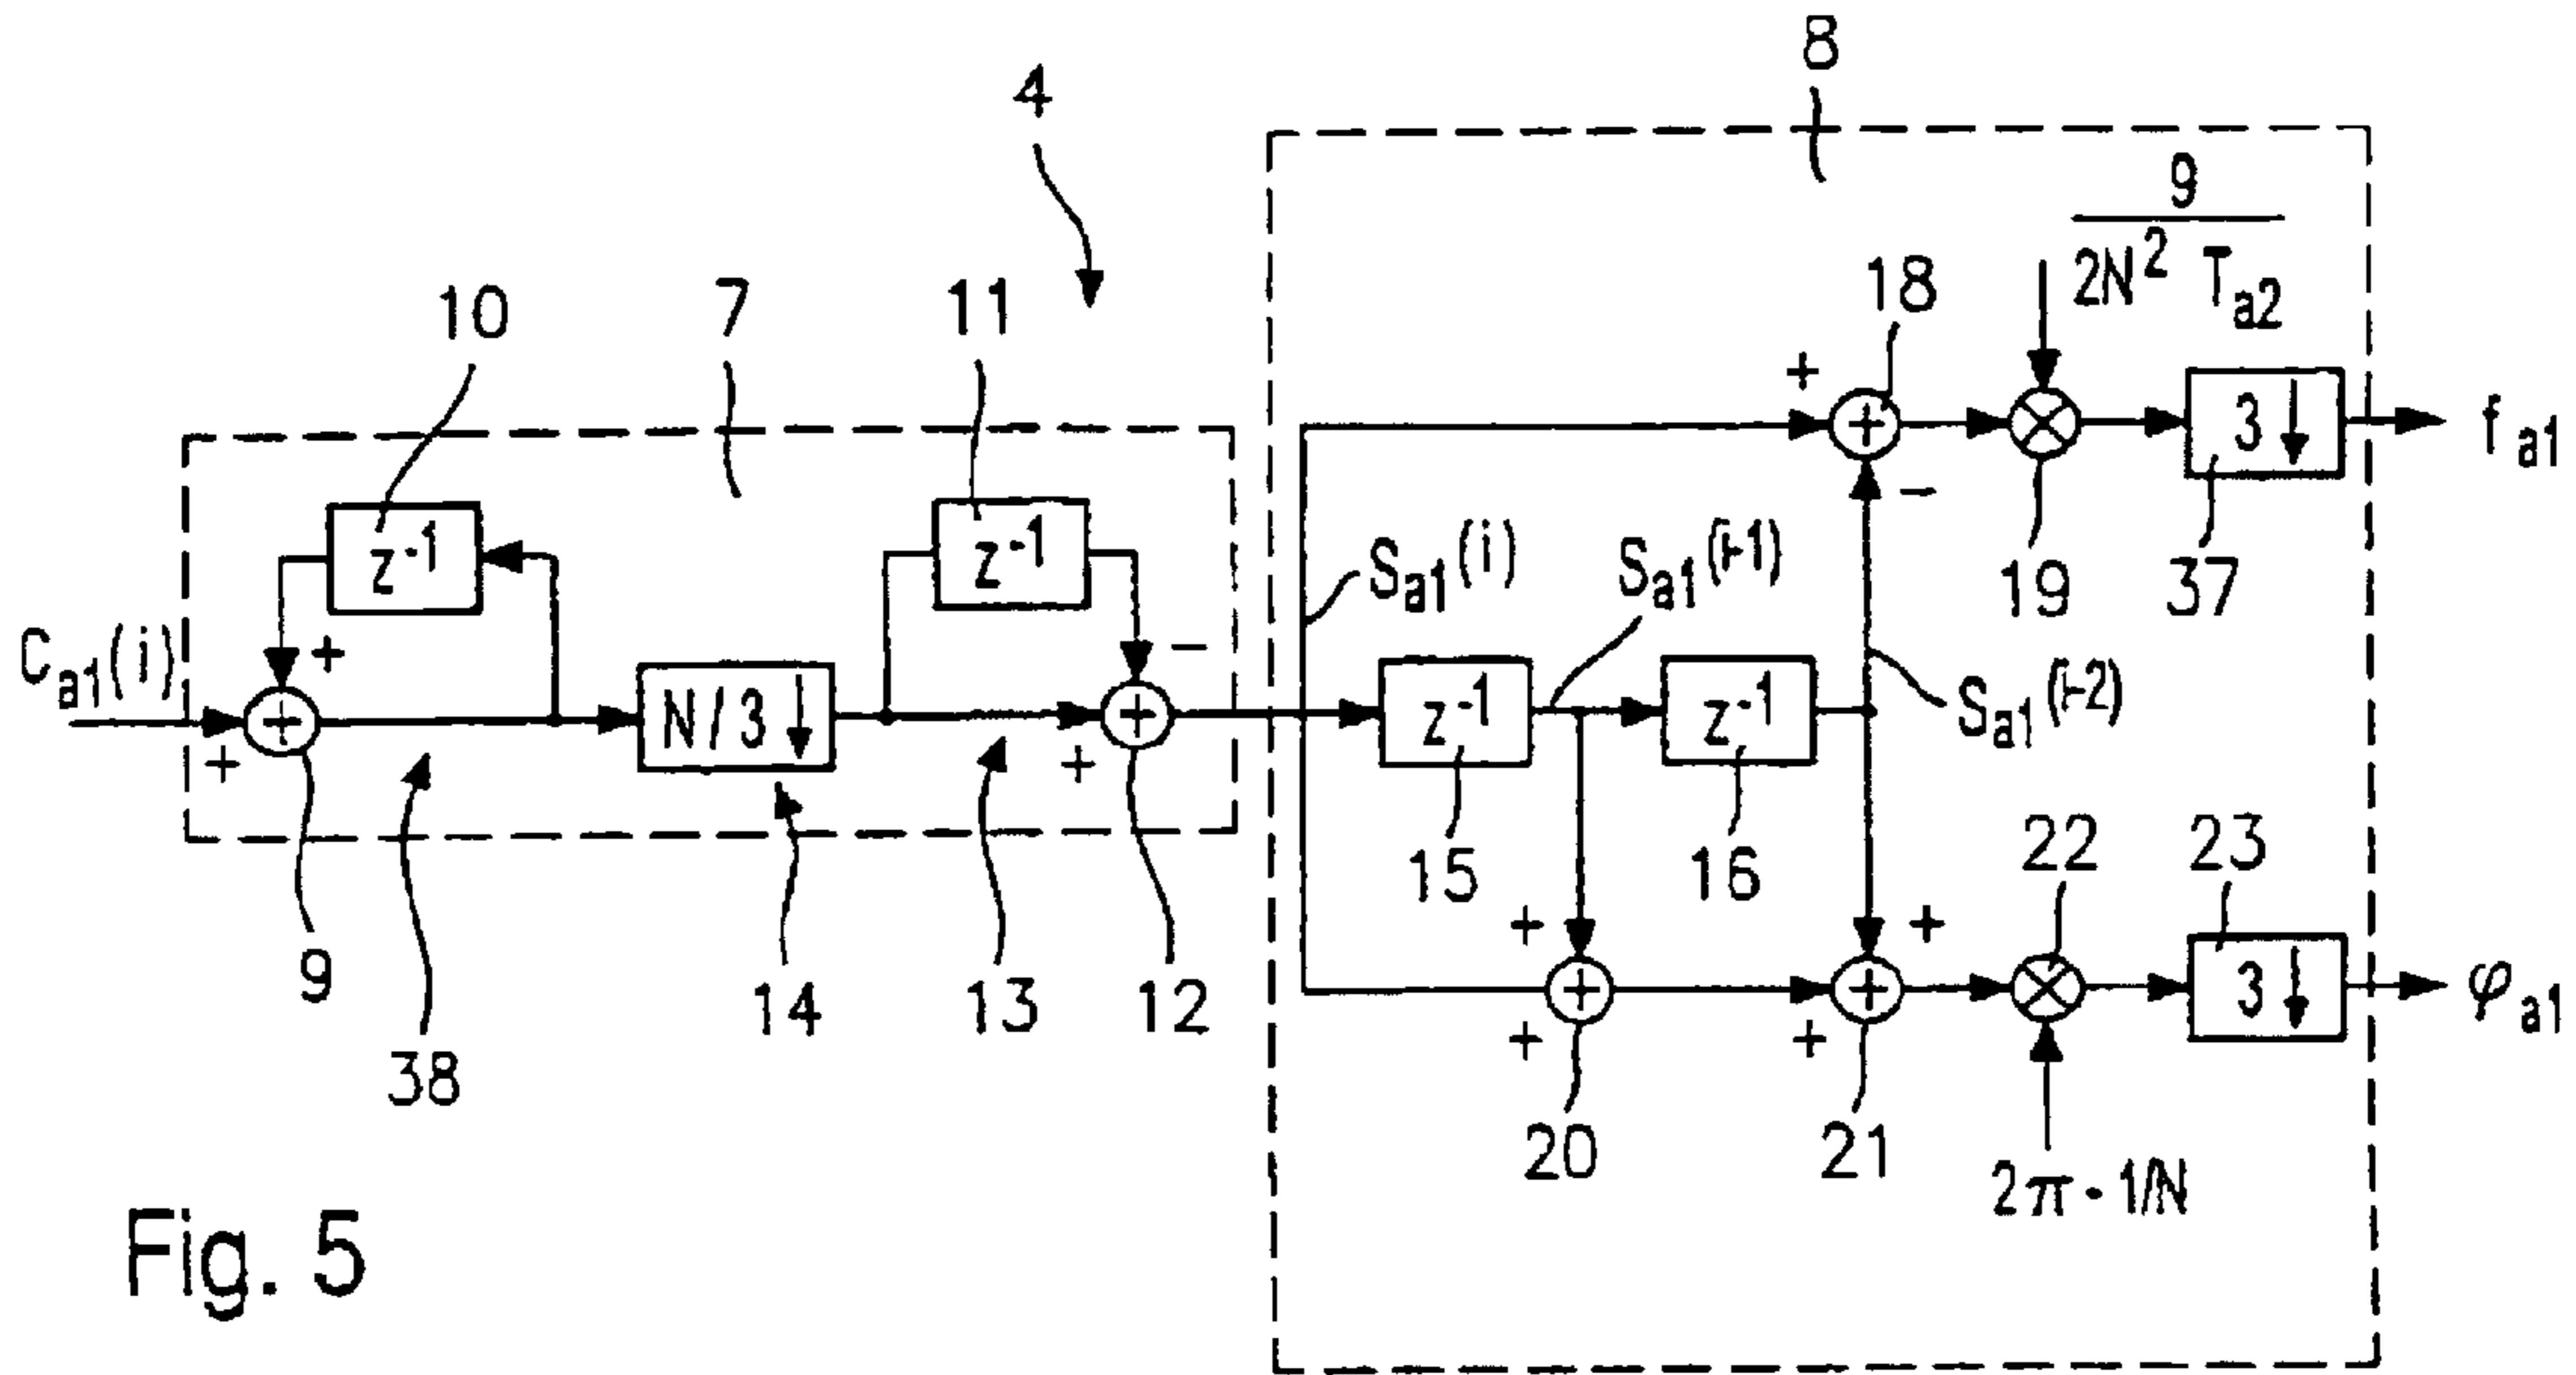 8
4
9
2N² Tₐ₂
10
7
11
18
z⁻¹
z⁻¹
+
−
3↓
fₐ₁
19
37
Cₐ₁(i)
+
−
Sₐ₁(i)
Sₐ₁(i-1)
Sₐ₁(i-2)
+
N/3↓
+
+
+
z⁻¹
z⁻¹
15
16
+
+
22
23
9
38
14
13
12
+
+
+
+
3↓
φₐ₁
20
21
2π · 1/N
Fig. 5